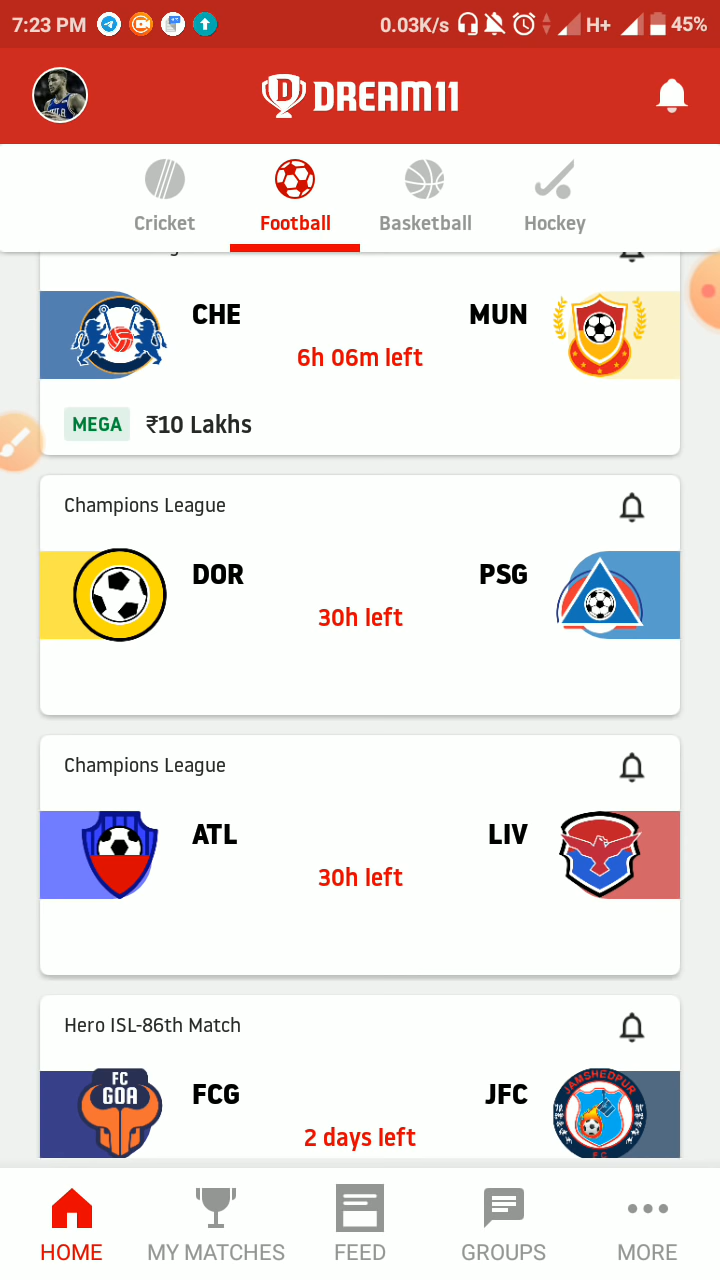 7:23 PM 0.03K/s H+ 45%
DREAM11
Cricket Football Basketball Hockey
CHE MUN
6h 06m left
MEGA ₹10 Lakhs
Champions League
DOR PSG
30h left
Champions League
ATL LIV
30h left
Hero ISL-86th Match
FC
GOA
FCG JFC
JAMSHEDPUR
FC
2 days left
HOME MY MATCHES FEED GROUPS MORE